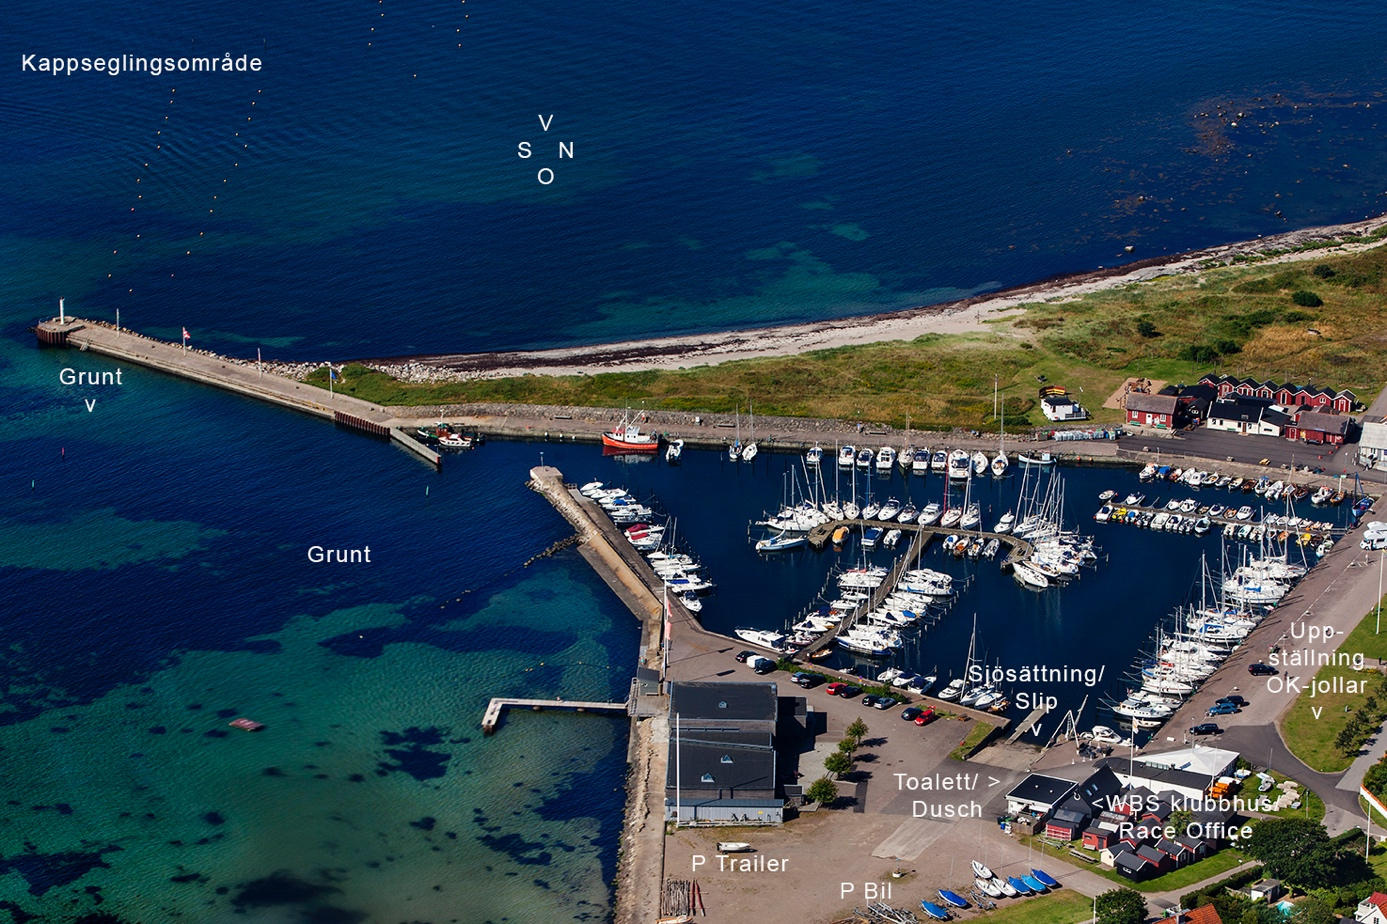 Kappseglingsområde
V
S N
O
Grunt
v
Grunt
Upp-
ställning
OK-jollar
v
Sjösättning/
Slip
v
Toalett/ >
Dusch
<WBS klubbhus/
Race Office
P Trailer
P Bil